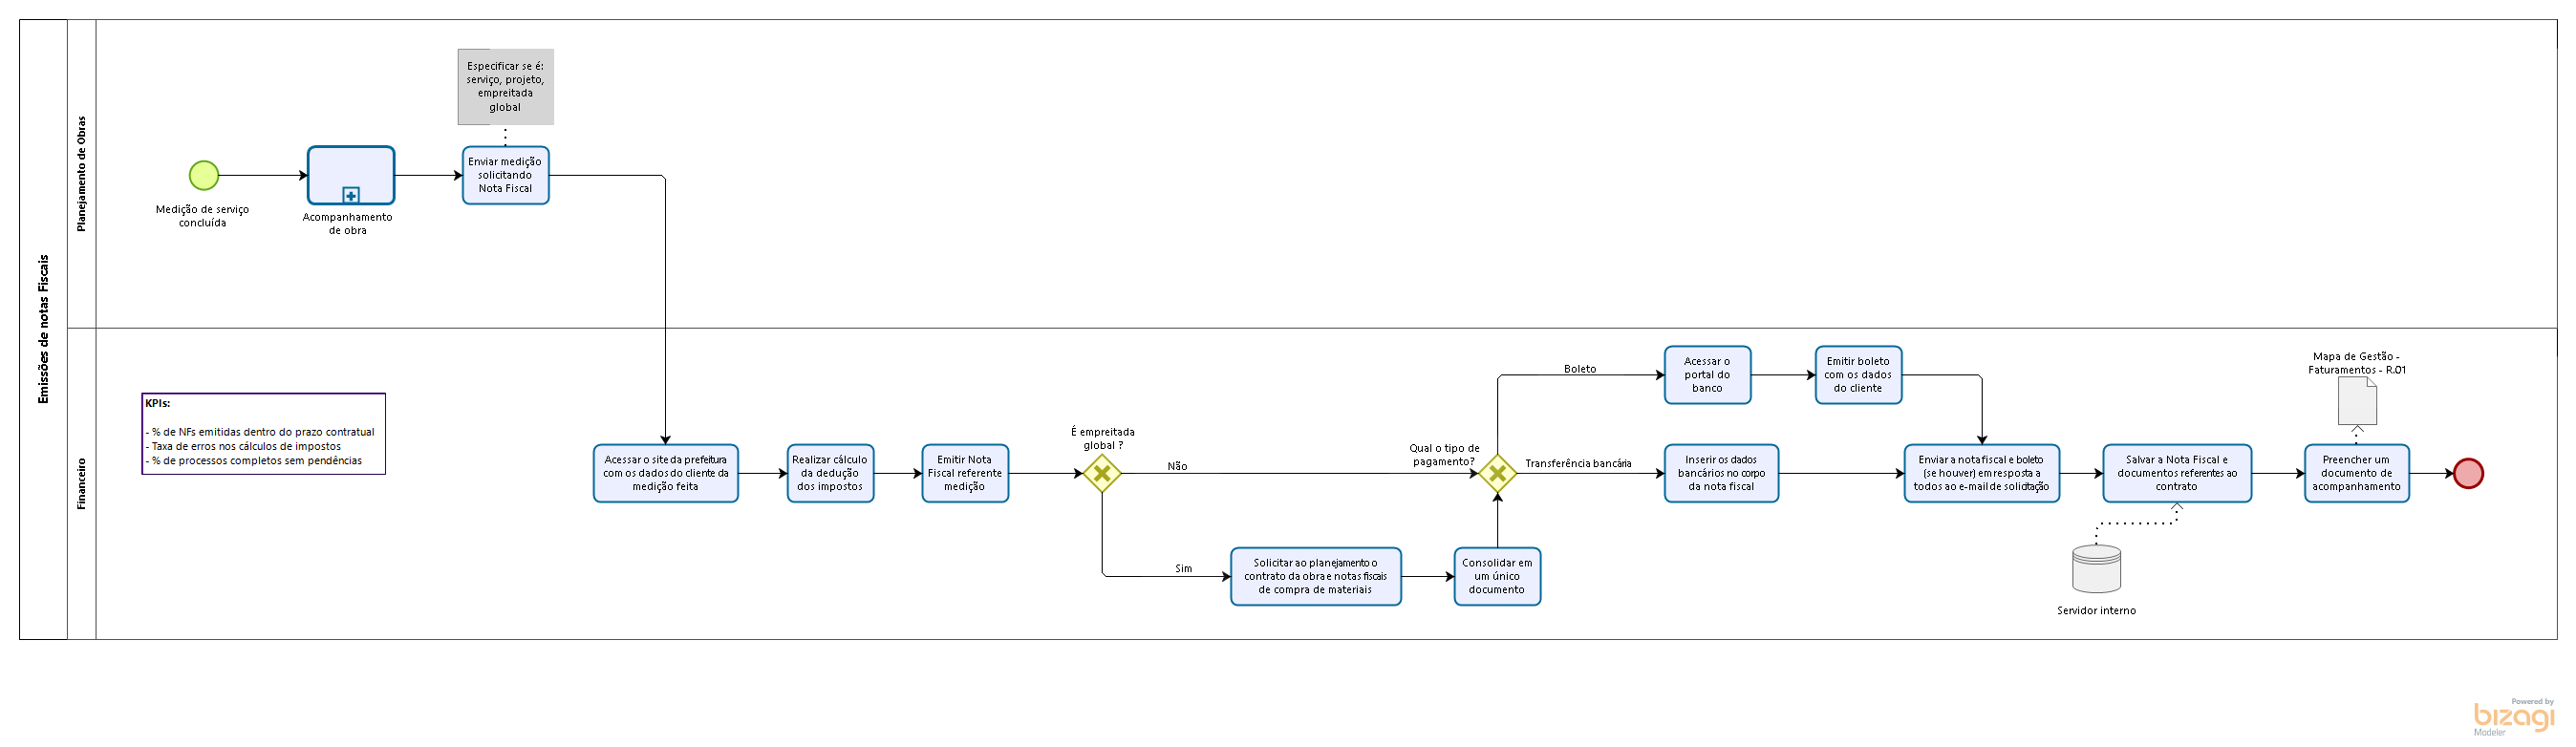 Emissões de notas Fiscais
Planejamento de Obras
Especificar se é:
serviço, projeto,
empreitada
global
Medição de serviço
concluída
Acompanhamento
de obra
Enviar medição
solicitando
Nota Fiscal
Financeiro
KPIs:
- % de NFs emitidas dentro do prazo contratual
- Taxa de erros nos cálculos de impostos
- % de processos completos sem pendências
Acessar o site da prefeitura
com os dados do cliente da
medição feita
Realizar cálculo
da dedução
dos impostos
Emitir Nota
Fiscal referente
medição
É empreitada
global ?
Não
Sim
Solicitar ao planejamento o
contrato da obra e notas fiscais
de compra de materiais
Consolidar em
um único
documento
Qual o tipo de
pagamento?
Boleto
Acessar o
portal do
banco
Emitir boleto
com os dados
do cliente
Transferência bancária
Inserir os dados
bancários no corpo
da nota fiscal
Enviar a nota fiscal e boleto
(se houver) em resposta a
todos ao e-mail de solicitação
Salvar a Nota Fiscal e
documentos referentes ao
contrato
Servidor interno
Mapa de Gestão -
Faturamentos - R.01
Preencher um
documento de
acompanhamento
Powered by
bizagi
Modeler